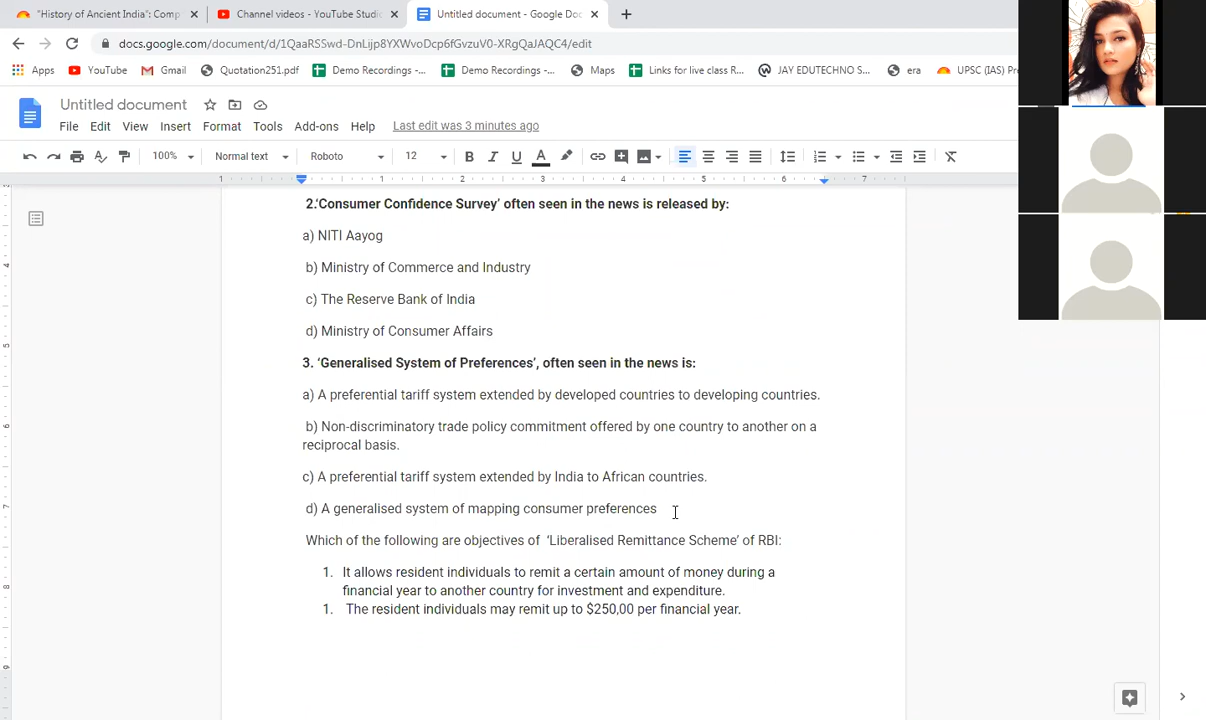 "History of Ancient India": Comp
Channel videos - YouTube Studio
Untitled document - Google Doc
docs.google.com/document/d/1QaaRSSwd-DnLijp8YXWvoDcp6fGvzuV0-XRgQaJAQC4/edit
Apps
YouTube
Gmail
Quotation251.pdf
Demo Recordings -...
Demo Recordings -...
Maps
Links for live class R...
JAY EDUTECHNO S...
era
UPSC (IAS) Pr
Untitled document
File Edit View Insert Format Tools Add-ons Help Last edit was 3 minutes ago
100% Normal text Roboto 12 B I U A
1 1 2 3 4 5 6 7
2.‘Consumer Confidence Survey’ often seen in the news is released by:
a) NITI Aayog
b) Ministry of Commerce and Industry
c) The Reserve Bank of India
d) Ministry of Consumer Affairs
3. ‘Generalised System of Preferences’, often seen in the news is:
a) A preferential tariff system extended by developed countries to developing countries.
b) Non-discriminatory trade policy commitment offered by one country to another on a
reciprocal basis.
c) A preferential tariff system extended by India to African countries.
d) A generalised system of mapping consumer preferences
Which of the following are objectives of ‘Liberalised Remittance Scheme’ of RBI:
1. It allows resident individuals to remit a certain amount of money during a
financial year to another country for investment and expenditure.
1. The resident individuals may remit up to $250,00 per financial year.